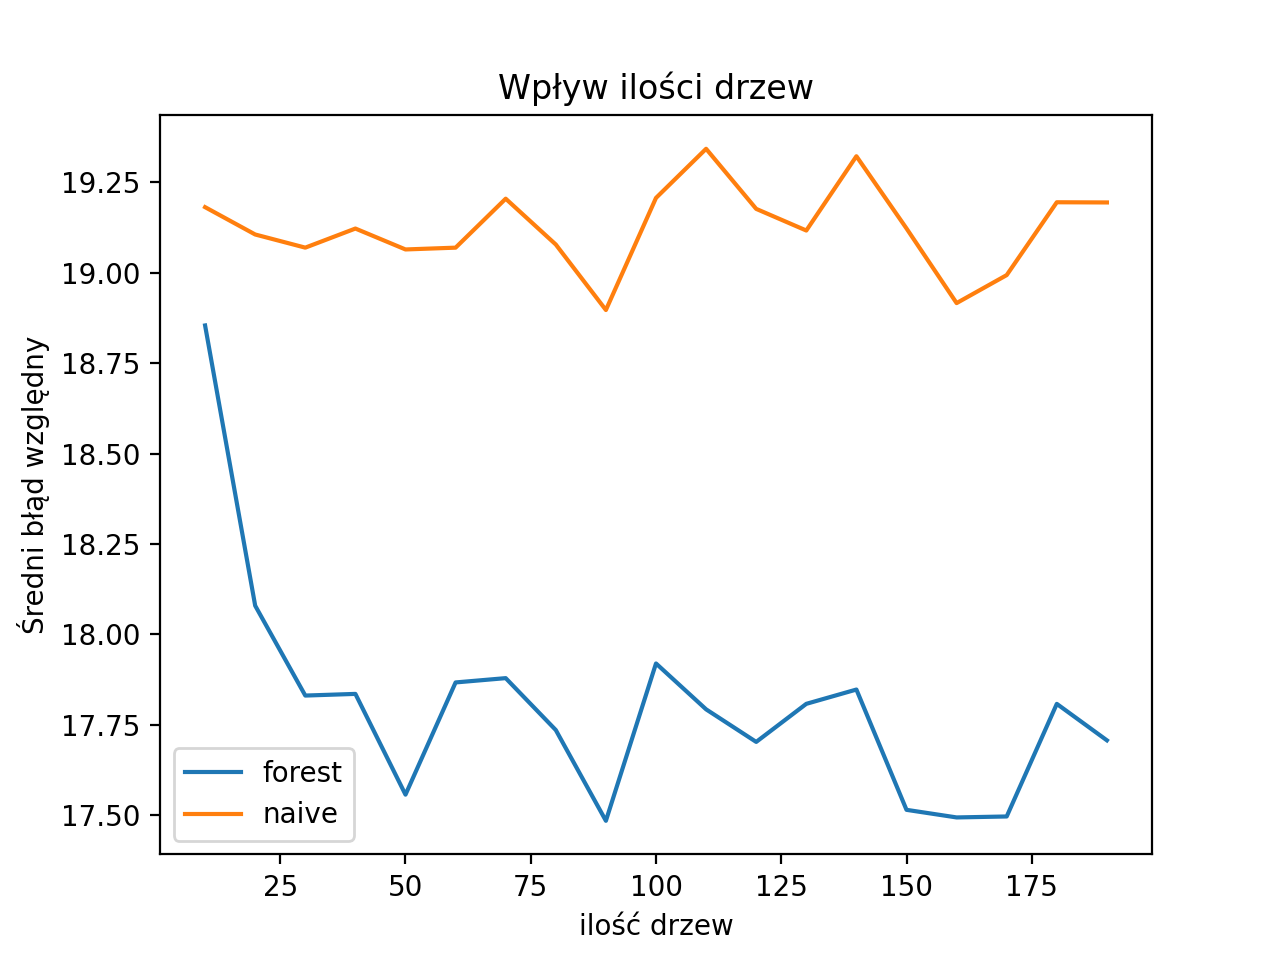 Wpływ ilości drzew
Średni błąd względny
19.25
19.00
18.75
18.50
18.25
18.00
17.75
17.50
forest
naive
25 50 75 100 125 150 175
ilość drzew